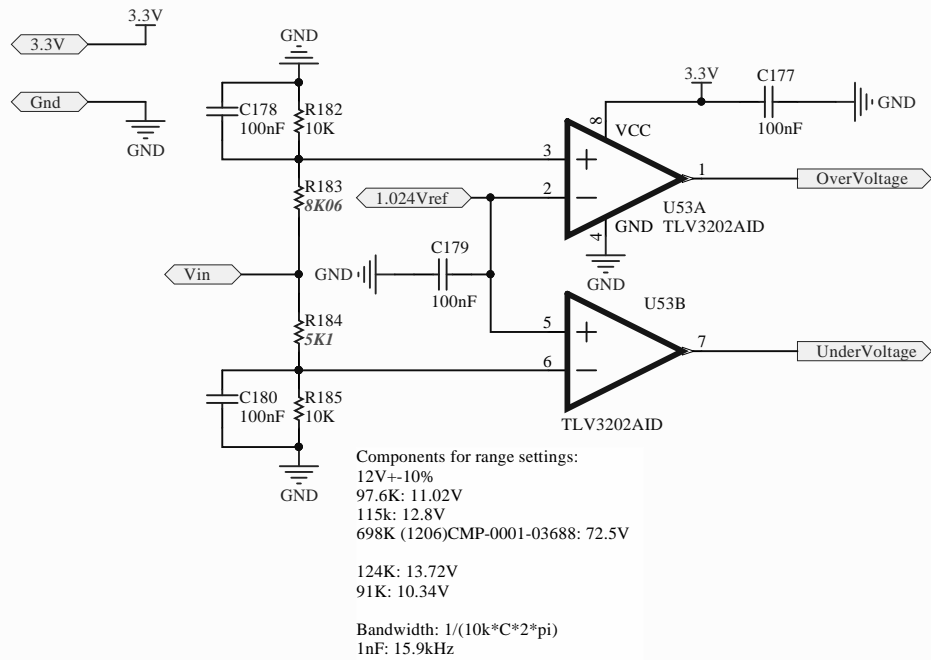 3.3V
3.3V
Gnd
GND
GND
C178
100nF
R182
10K
R183
8K06
Vin
R184
5K1
C180
100nF
R185
10K
GND
1.024Vref
GND
C179
100nF
3
2
8
VCC
3.3V
C177
100nF
GND
1
OverVoltage
U53A
TLV3202AID
GND
4
GND
U53B
5
6
7
UnderVoltage
TLV3202AID
Components for range settings:
12V+-10%
97.6K: 11.02V
115k: 12.8V
698K (1206)CMP-0001-03688: 72.5V
124K: 13.72V
91K: 10.34V
Bandwidth: 1/(10k*C*2*pi)
1nF: 15.9kHz